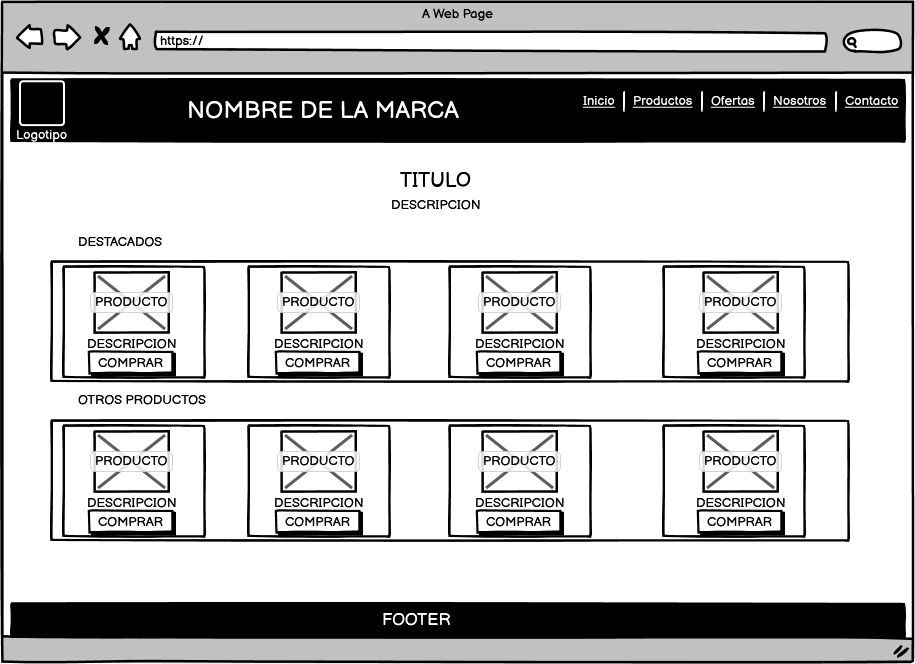 A Web Page
https://
Logotipo
NOMBRE DE LA MARCA
Inicio | Productos | Ofertas | Nosotros | Contacto
TITULO
DESCRIPCION
DESTACADOS
PRODUCTO PRODUCTO PRODUCTO PRODUCTO
DESCRIPCION DESCRIPCION DESCRIPCION DESCRIPCION
COMPRAR COMPRAR COMPRAR COMPRAR
OTROS PRODUCTOS
PRODUCTO PRODUCTO PRODUCTO PRODUCTO
DESCRIPCION DESCRIPCION DESCRIPCION DESCRIPCION
COMPRAR COMPRAR COMPRAR COMPRAR
FOOTER